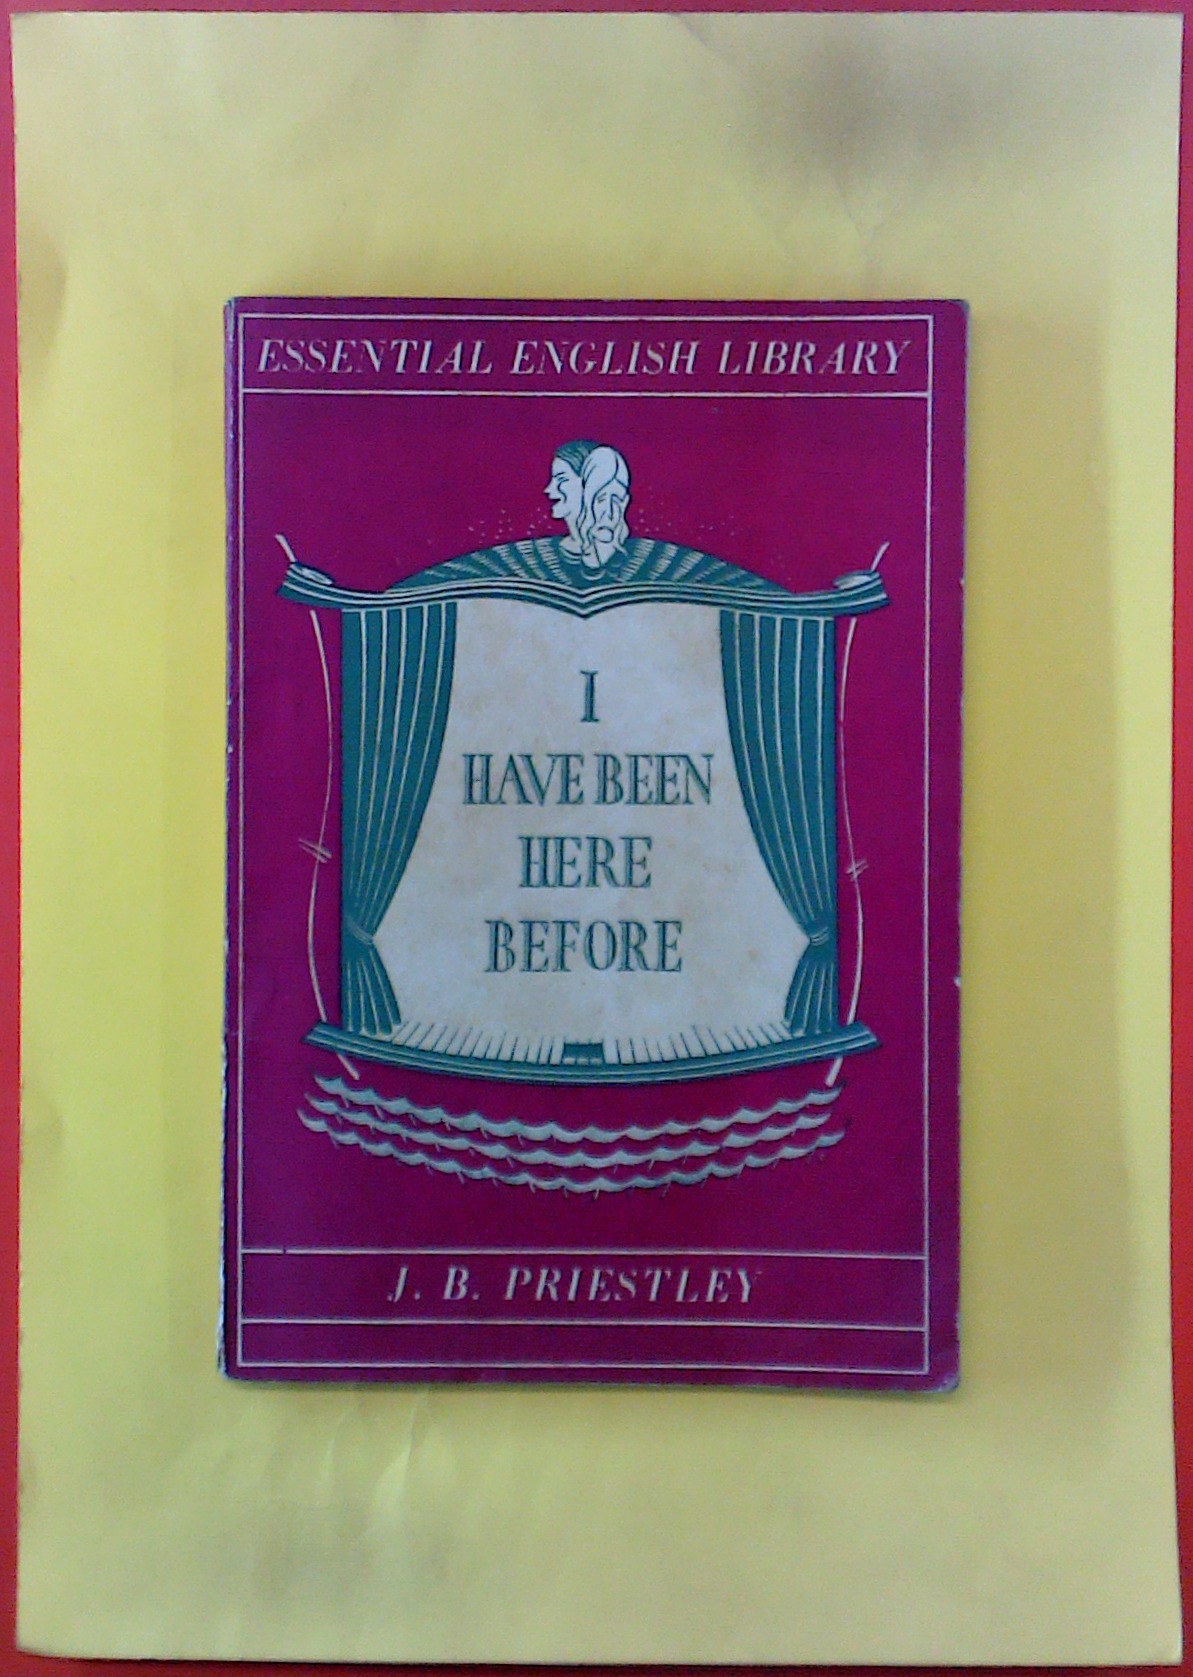 ESSENTIAL ENGLISH LIBRARY
I
HAVE BEEN
HERE
BEFORE
J. B. PRIESTLEY